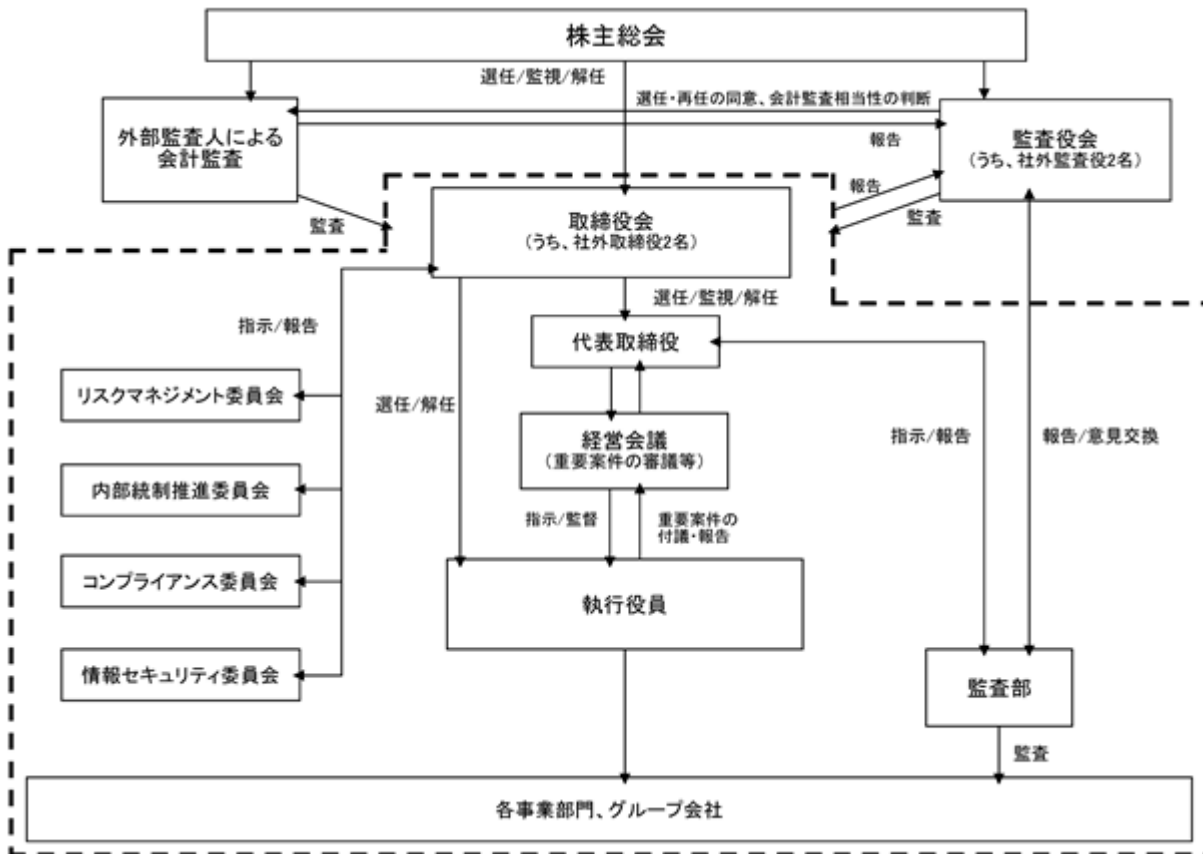 株主総会
選任/監視/解任
選任・再任の同意、会計監査相当性の判断
外部監査人による
会計監査
報告
監査役会
(うち、社外監査役2名)
報告
監査
監査
取締役会
(うち、社外取締役2名)
選任/監視/解任
指示/報告
代表取締役
リスクマネジメント委員会
選任/解任
経営会議
(重要案件の審議等)
指示/報告
報告/意見交換
内部統制推進委員会
指示/監督
重要案件の
付議・報告
コンプライアンス委員会
執行役員
情報セキュリティ委員会
監査部
監査
各事業部門、グループ会社